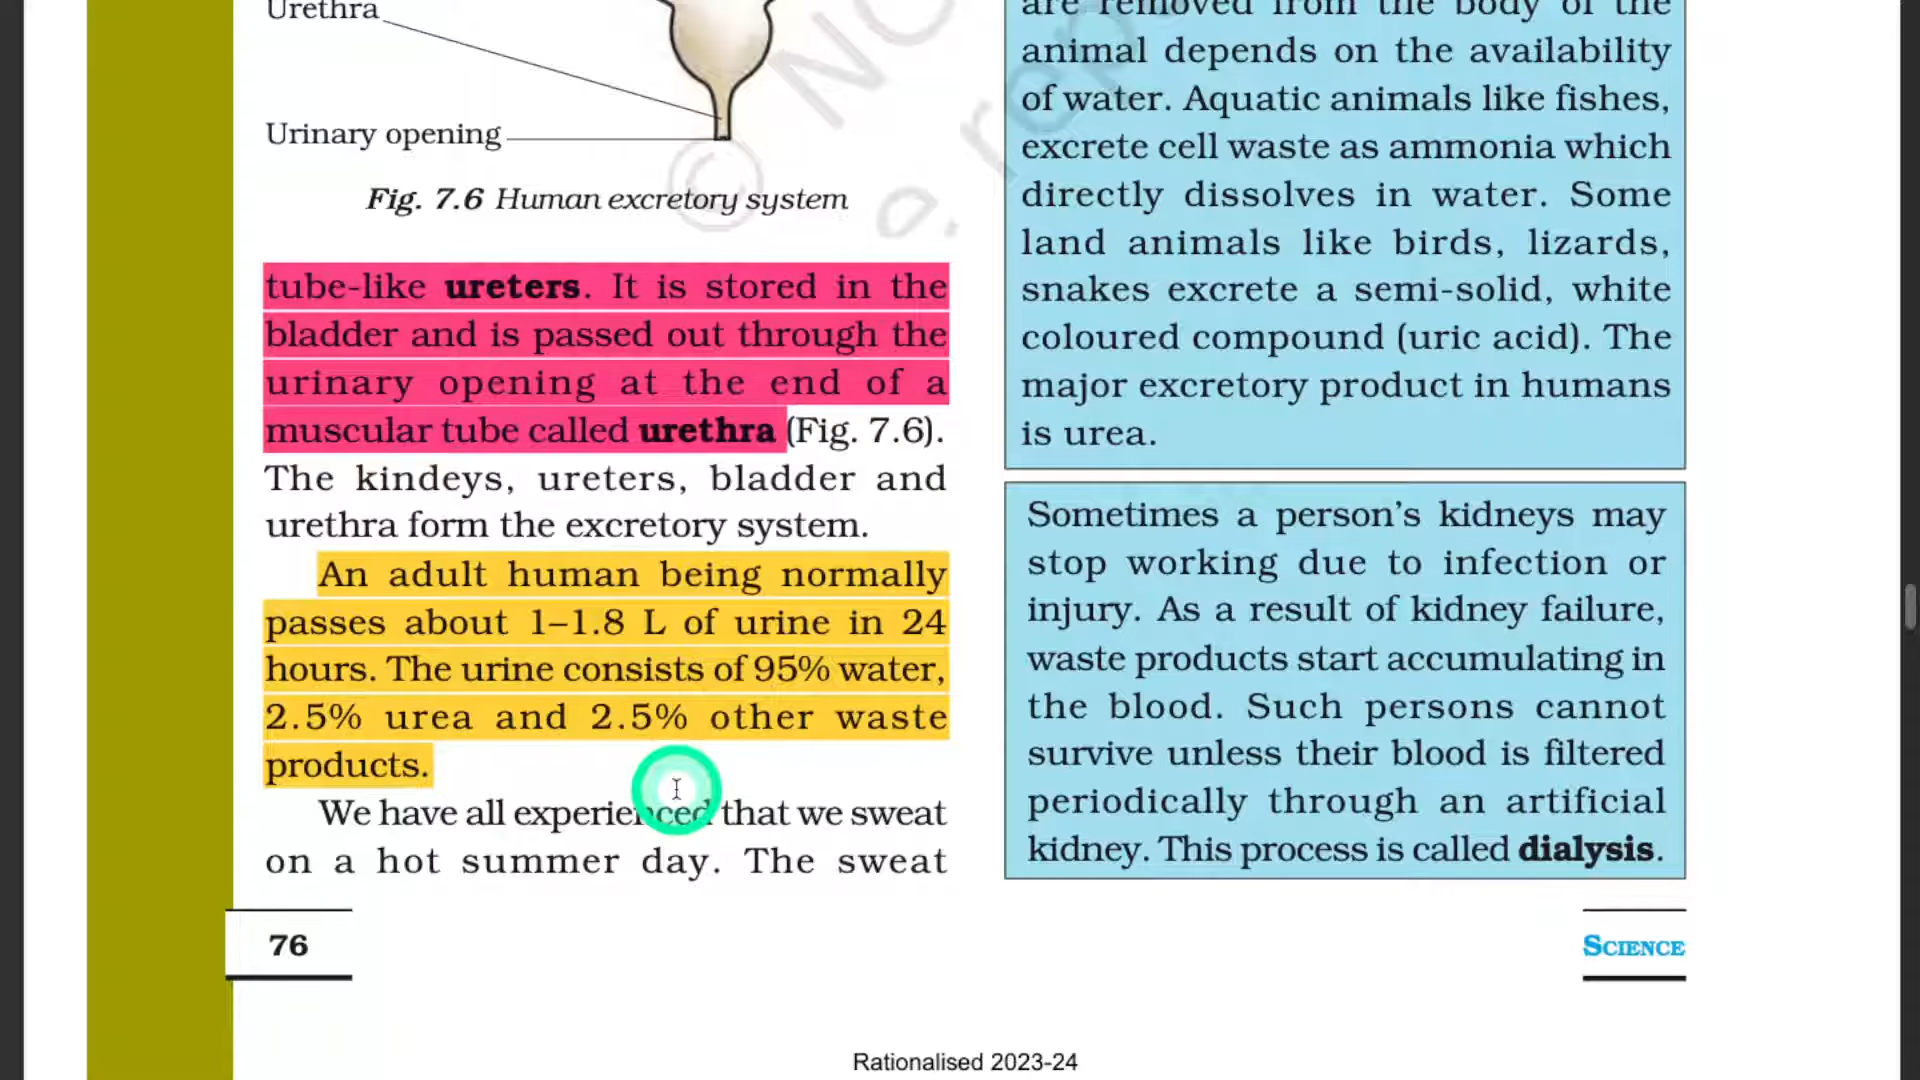 Urethra
Urinary opening
Fig. 7.6 Human excretory system
tube-like ureters. It is stored in the
bladder and is passed out through the
urinary opening at the end of a
muscular tube called urethra (Fig. 7.6).
The kindeys, ureters, bladder and
urethra form the excretory system.
An adult human being normally
passes about 1–1.8 L of urine in 24
hours. The urine consists of 95% water,
2.5% urea and 2.5% other waste
products.
We have all experienced that we sweat
on a hot summer day. The sweat
are removed from the body of the
animal depends on the availability
of water. Aquatic animals like fishes,
excrete cell waste as ammonia which
directly dissolves in water. Some
land animals like birds, lizards,
snakes excrete a semi-solid, white
coloured compound (uric acid). The
major excretory product in humans
is urea.
Sometimes a person's kidneys may
stop working due to infection or
injury. As a result of kidney failure,
waste products start accumulating in
the blood. Such persons cannot
survive unless their blood is filtered
periodically through an artificial
kidney. This process is called dialysis.
76
SCIENCE
Rationalised 2023-24